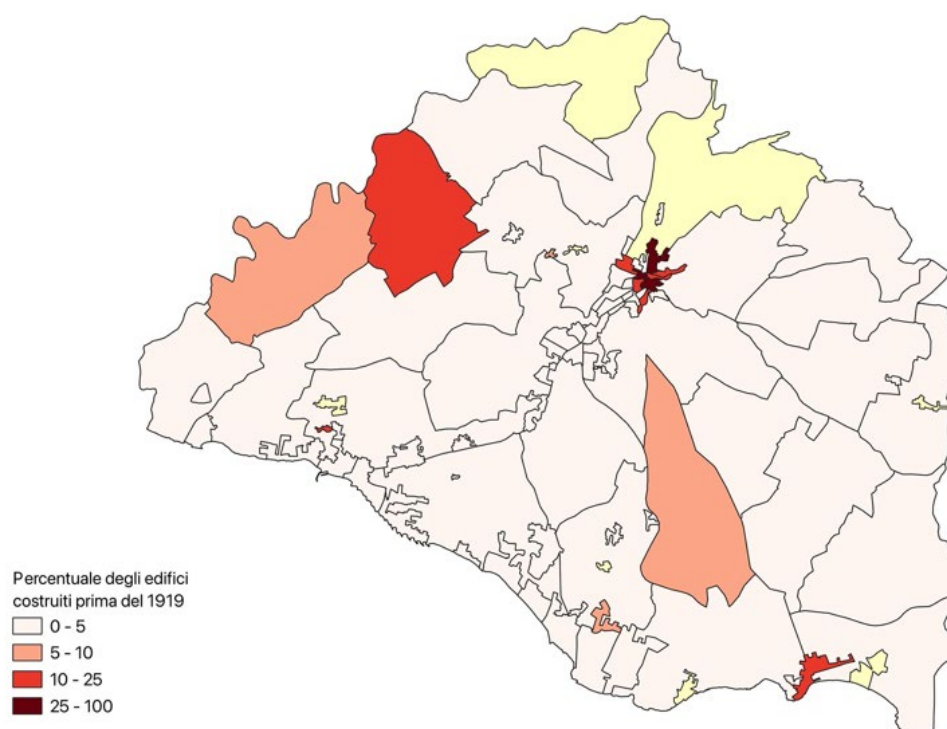 Percentuale degli edifici
costruiti prima del 1919
0 - 5
5 - 10
10 - 25
25 - 100